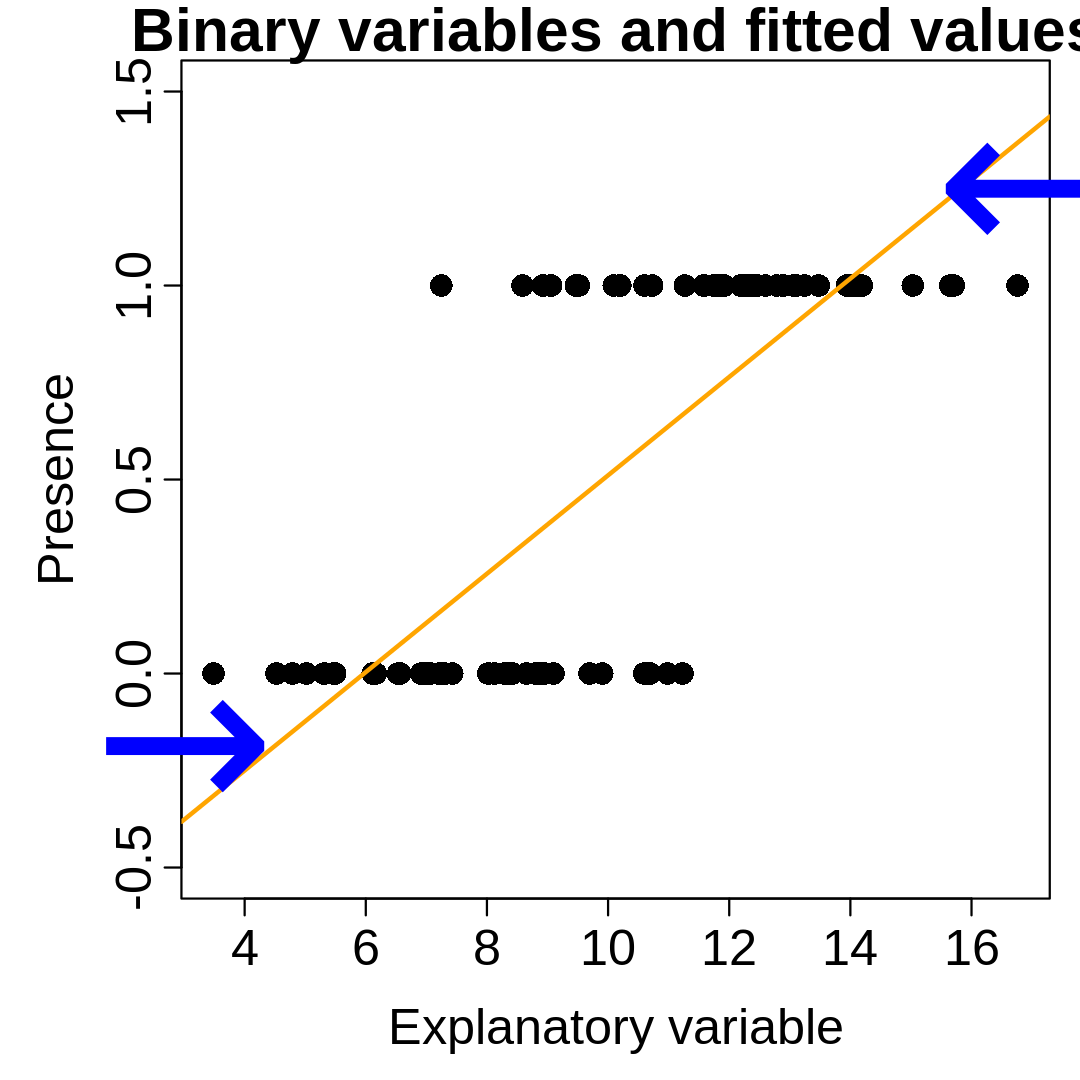 Binary variables and fitted values
1.5
1.0
0.5
0.0
-0.5
Presence
4 6 8 10 12 14 16
Explanatory variable